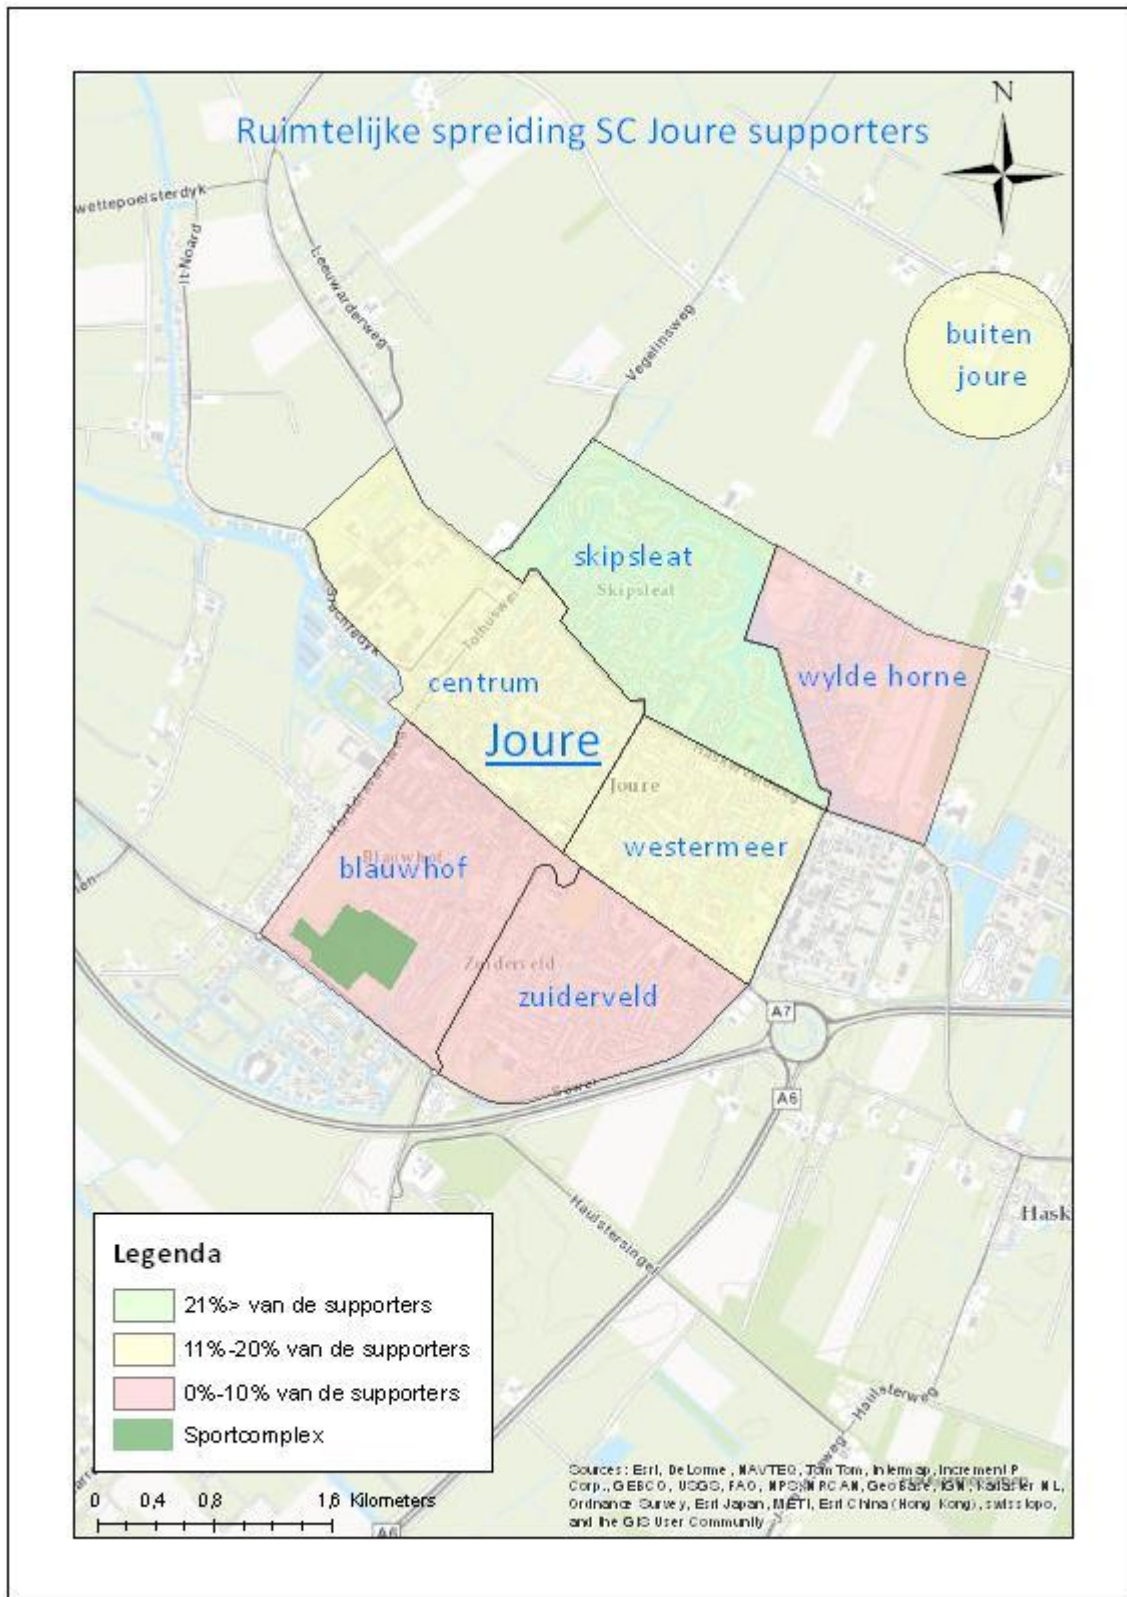 Ruimtelijke spreiding SC Joure supporters
N
wettepoelsterdyk
It Noard
Leeuwarderweg
Vegelinsweg
buiten
joure
skipsleat
Skipsleat
Tolhuswei
centrum
wylde horne
Joure
Joure
westermeer
Blauwhof
blauwhof
Zuiderveld
zuiderveld
A7
A6
Haulstersingel
Hask
Haulsterweg
Legenda
21%> van de supporters
11%-20% van de supporters
0%-10% van de supporters
Sportcomplex
0 0,4 0,8 1,6 Kilometers
A6
Sources: Esri, DeLorme, NAVTEQ, TomTom, Intermap, Increment P
Corp., GEBCO, USGS, FAO, NPS, NRCAN, GeoBase, IGN, Kadaster NL,
Ordnance Survey, Esri Japan, METI, Esri China (Hong Kong), swisstopo,
and the GIS User Community